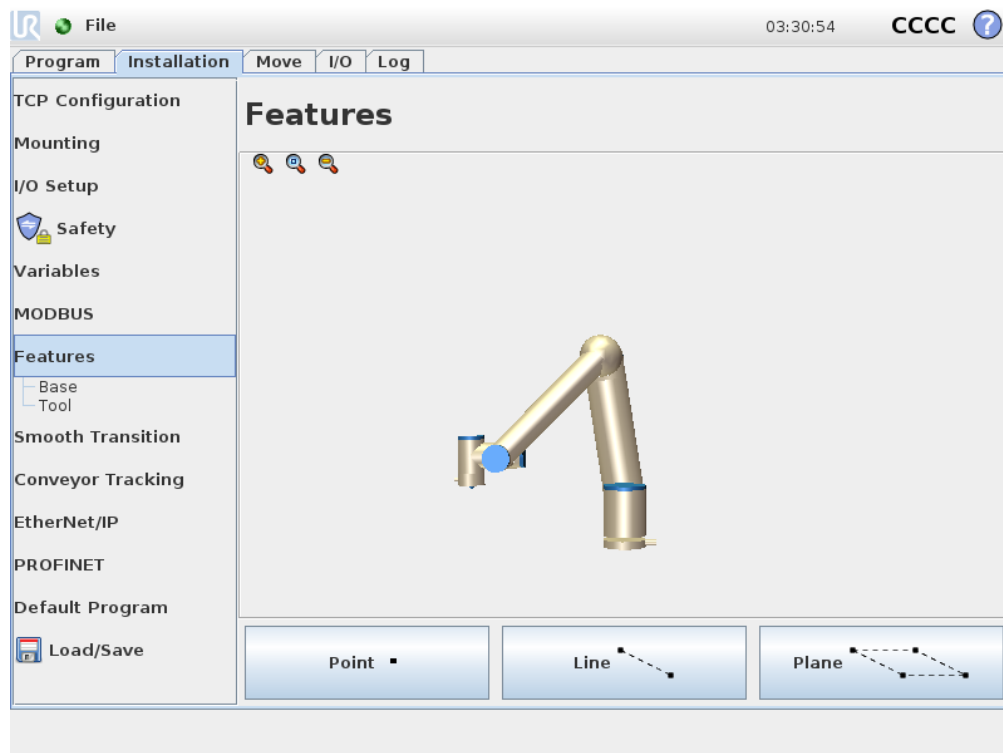 UR File 03:30:54 CCCC ?
Program Installation Move I/O Log
TCP Configuration
Mounting
I/O Setup
Safety
Variables
MODBUS
Features
Base
Tool
Smooth Transition
Conveyor Tracking
EtherNet/IP
PROFINET
Default Program
Load/Save
Features
Point
Line
Plane